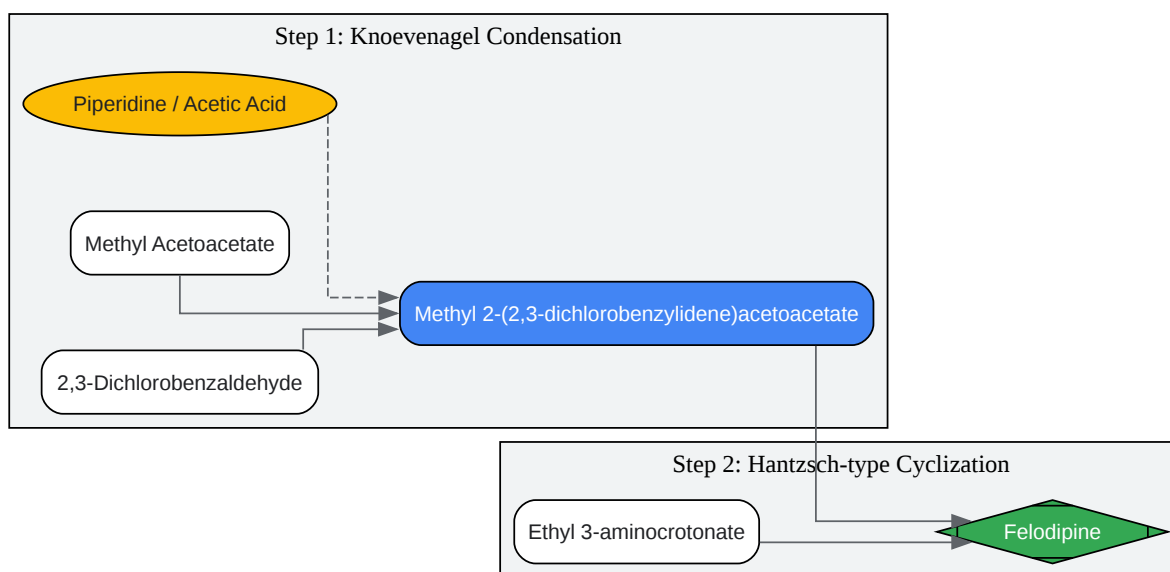 Step 1: Knoevenagel Condensation
Piperidine / Acetic Acid
Methyl Acetoacetate
Methyl 2-(2,3-dichlorobenzylidene)acetoacetate
2,3-Dichlorobenzaldehyde
Step 2: Hantzsch-type Cyclization
Ethyl 3-aminocrotonate
Felodipine